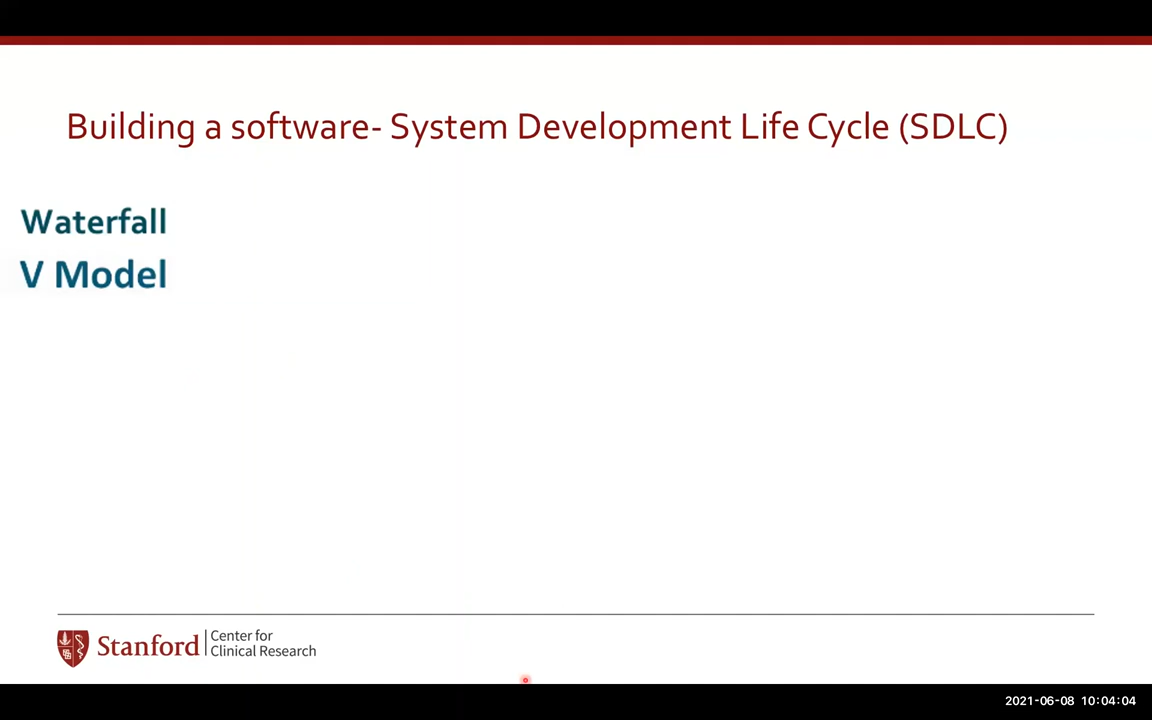 Building a software- System Development Life Cycle (SDLC)
Waterfall
V Model
Stanford
Center for
Clinical Research
2021-06-08 10:04:04